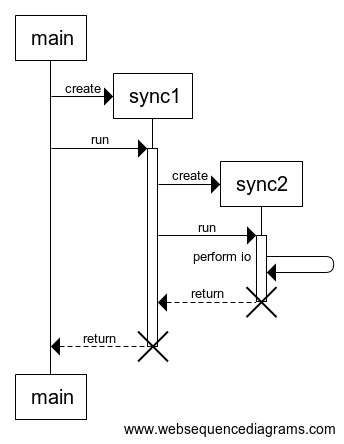 main
create
sync1
run
create
sync2
run
perform io
return
return
main
www.websequencediagrams.com